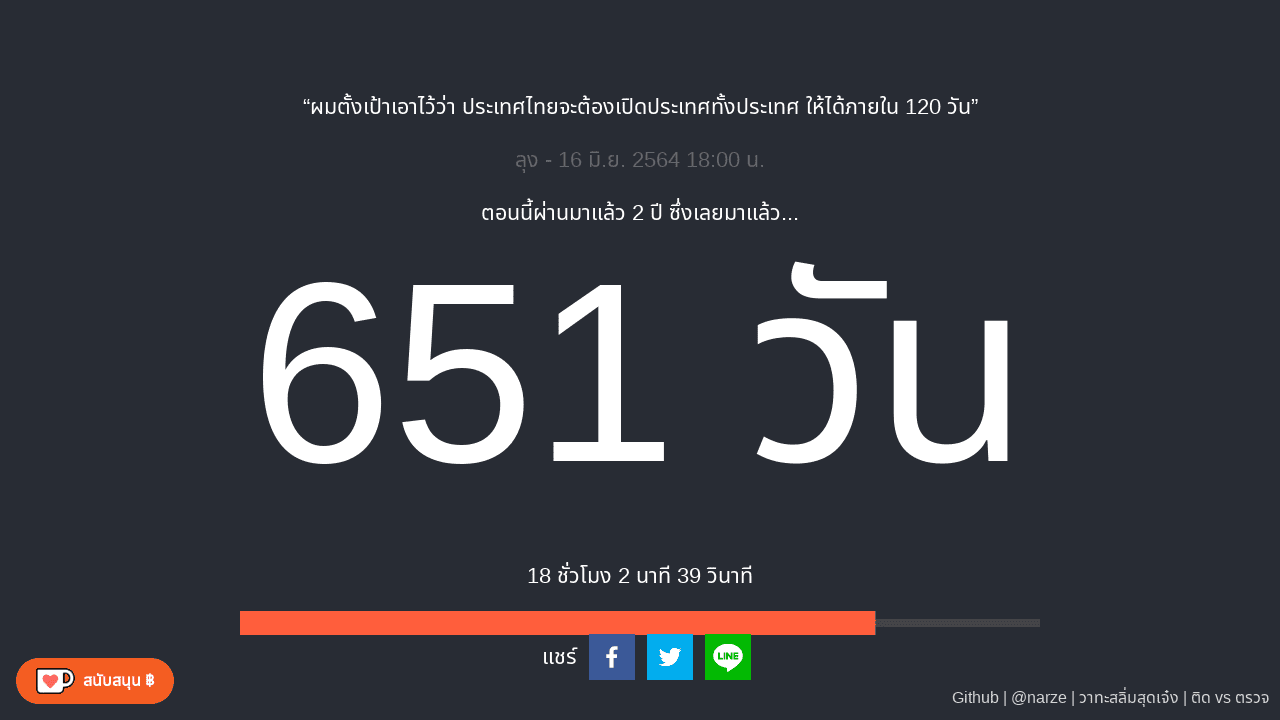 “ผมตั้งเป้าเอาไว้ว่า ประเทศไทยจะต้องเปิดประเทศทั้งประเทศ ให้ได้ภายใน 120 วัน”
ลุง - 16 มิ.ย. 2564 18:00 น.
ตอนนี้ผ่านมาแล้ว 2 ปี ซึ่งเลยมาแล้ว...
651 วัน
18 ชั่วโมง 2 นาที 39 วินาที
แชร์
LINE
สนับสนุน ฿
Github | @narze | วาทะสลิ่มสุดเจ๋ง | ติด vs ตรวจ